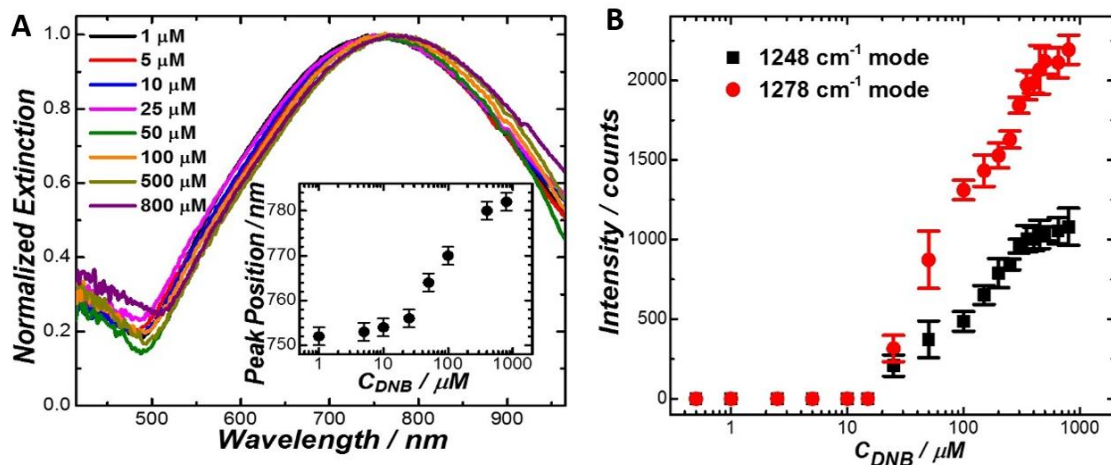 A
Normalized Extinction
1.0
0.8
0.6
0.4
0.2
0.0
1 μM
5 μM
10 μM
25 μM
50 μM
100 μM
500 μM
800 μM
Peak Position / nm
780
770
760
750
1 10 100 1000
C_DNB / μM
500 600 700 800 900
Wavelength / nm
B
1248 cm⁻¹ mode
1278 cm⁻¹ mode
Intensity / counts
2000
1500
1000
500
0
1 10 100 1000
C_DNB / μM